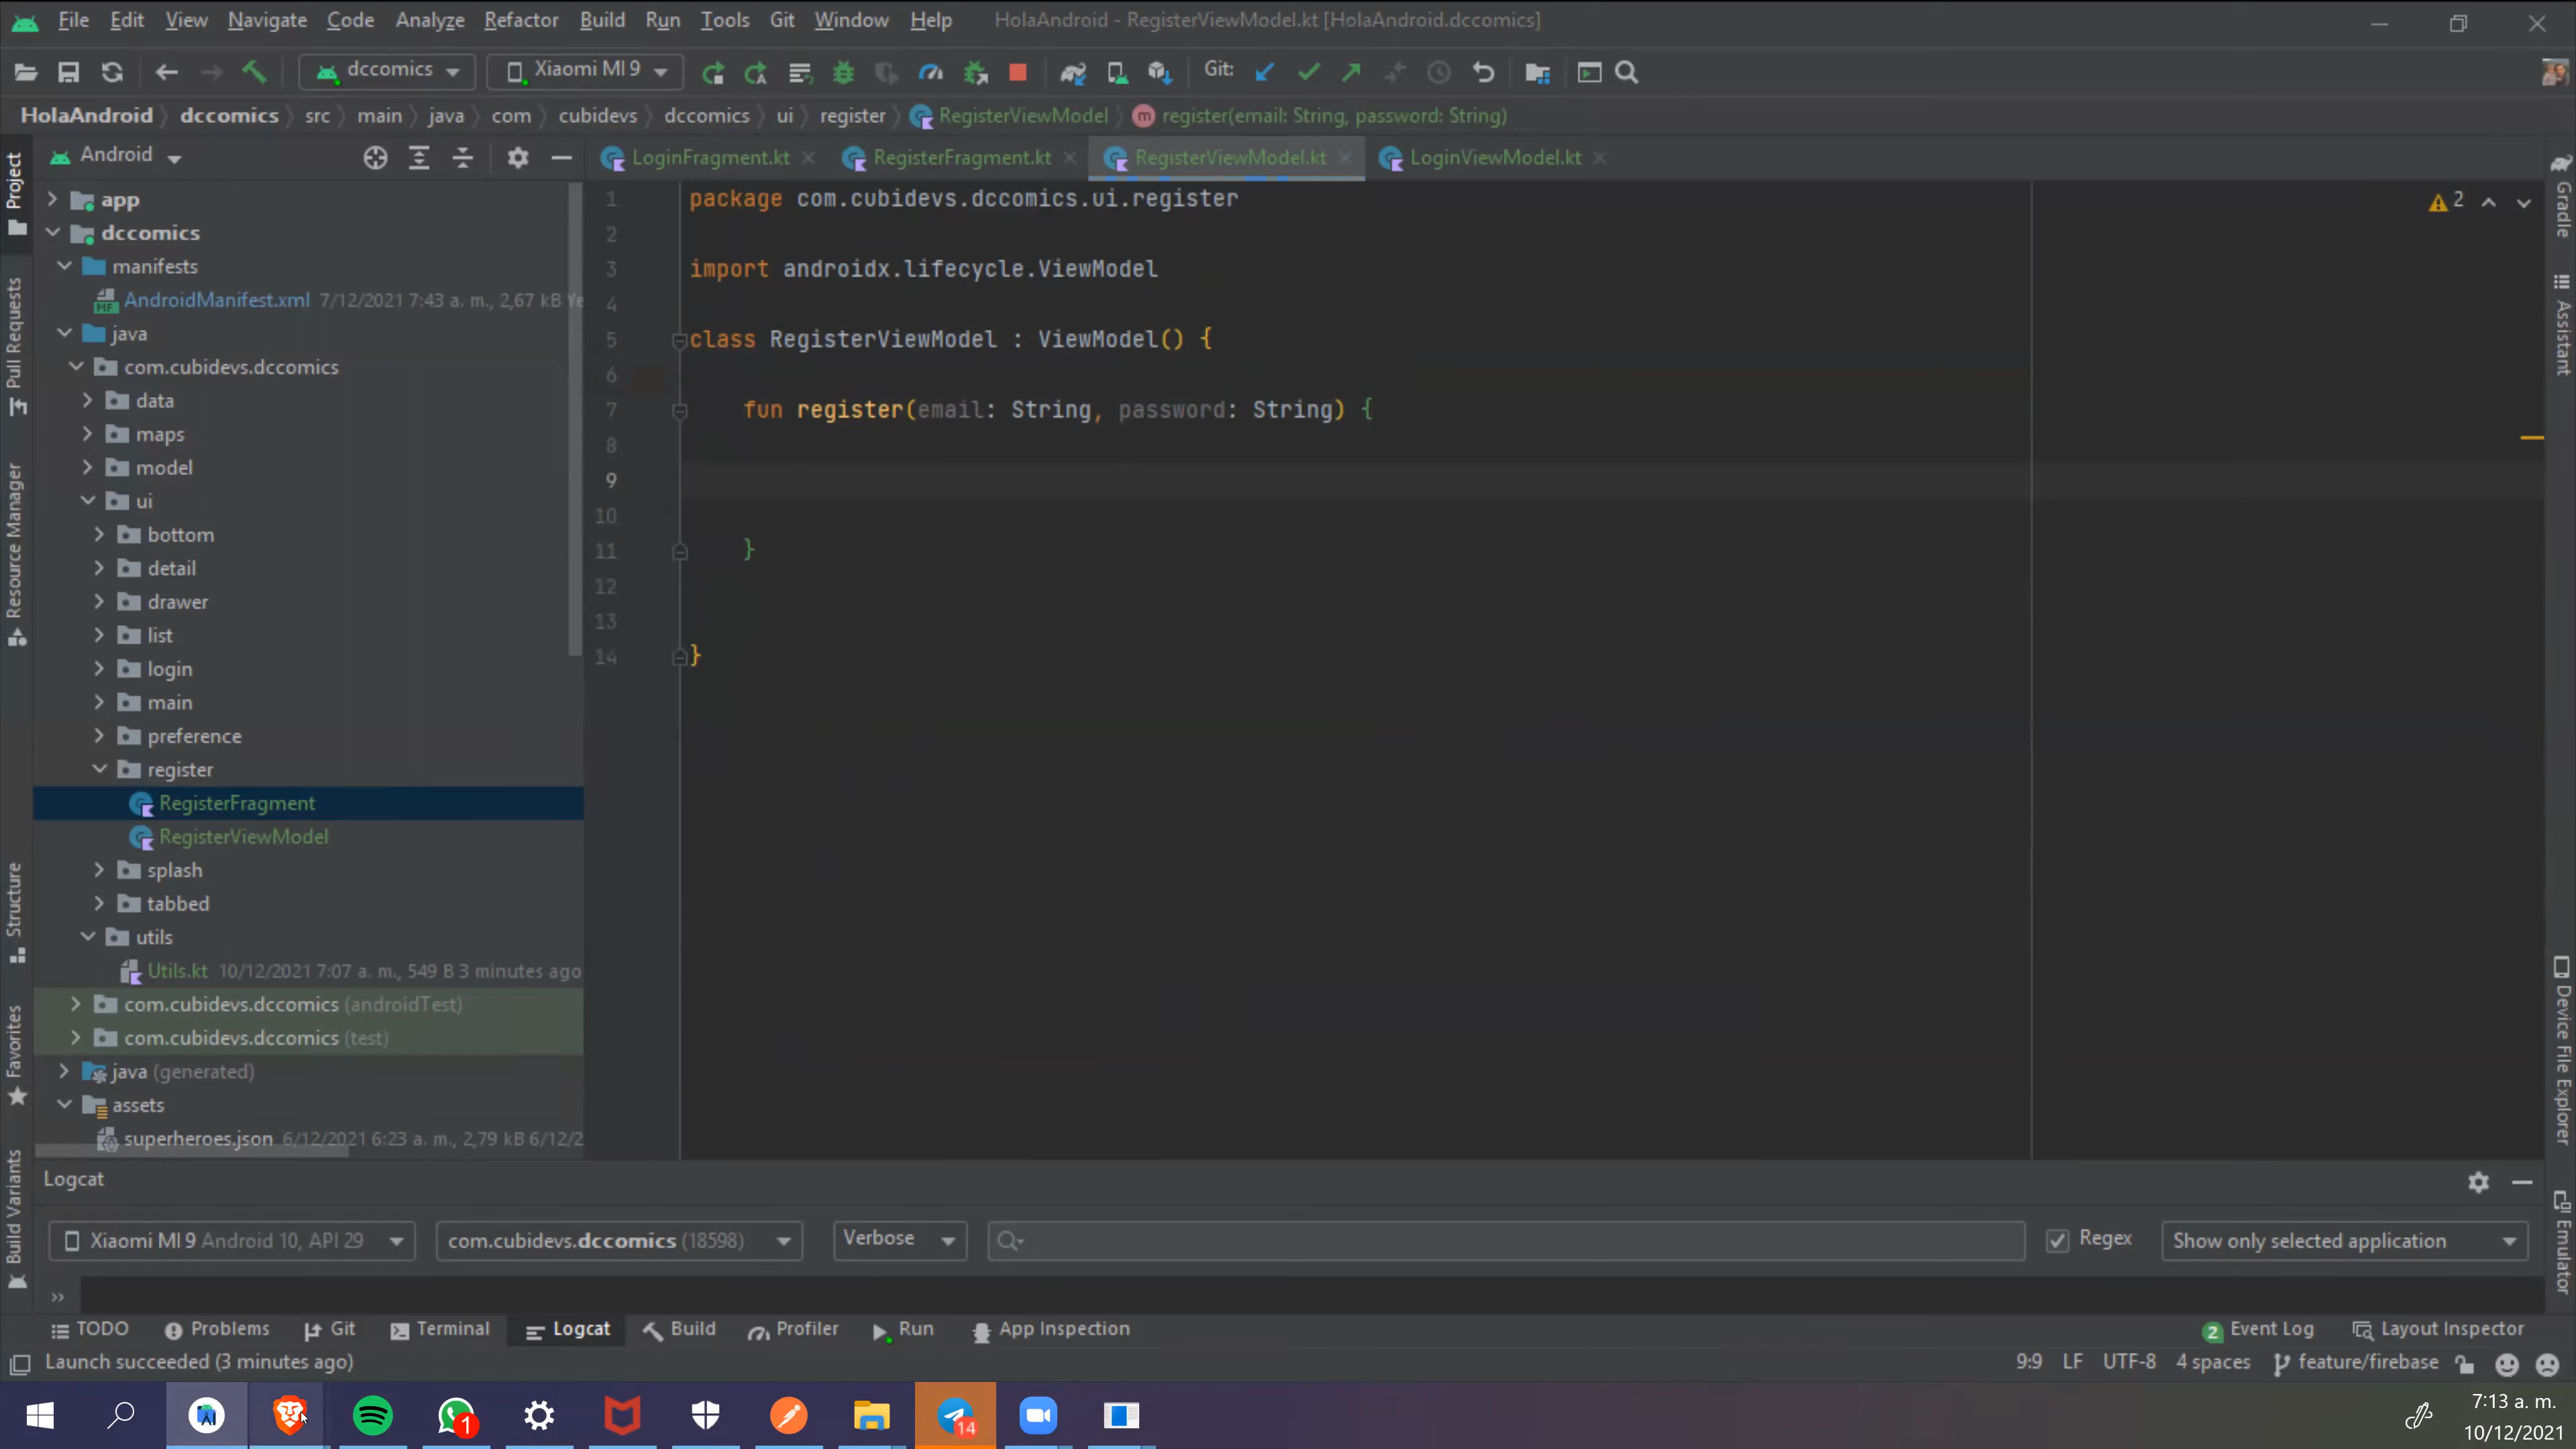 File Edit View Navigate Code Analyze Refactor Build Run Tools Git Window Help HolaAndroid - RegisterViewModel.kt [HolaAndroid.dccomics]
dccomics Xiaomi MI 9 Git:
HolaAndroid dccomics src main java com cubidevs dccomics ui register RegisterViewModel register(email: String, password: String)
Android
LoginFragment.kt RegisterFragment.kt RegisterViewModel.kt LoginViewModel.kt
Project
Pull Requests
Resource Manager
Structure
Favorites
Build Variants
app
dccomics
manifests
AndroidManifest.xml 7/12/2021 7:43 a. m., 2,67 kB Ye
java
com.cubidevs.dccomics
data
maps
model
ui
bottom
detail
drawer
list
login
main
preference
register
RegisterFragment
RegisterViewModel
splash
tabbed
utils
Utils.kt 10/12/2021 7:07 a. m., 549 B 3 minutes ago
com.cubidevs.dccomics (androidTest)
com.cubidevs.dccomics (test)
java (generated)
assets
superheroes.json 6/12/2021 6:23 a. m., 2,79 kB 6/12/2
1 package com.cubidevs.dccomics.ui.register
2
3 import androidx.lifecycle.ViewModel
4
5 class RegisterViewModel : ViewModel() {
6
7 fun register(email: String, password: String) {
8
9
10
11 }
12
13
14 }
2
Gradle
Assistant
Device File Explorer
Emulator
Logcat
Xiaomi MI 9 Android 10, API 29 com.cubidevs.dccomics (18598) Verbose Regex Show only selected application
»
TODO Problems Git Terminal Logcat Build Profiler Run App Inspection 2 Event Log Layout Inspector
Launch succeeded (3 minutes ago) 9:9 LF UTF-8 4 spaces feature/firebase
1 14
7:13 a. m.
10/12/2021